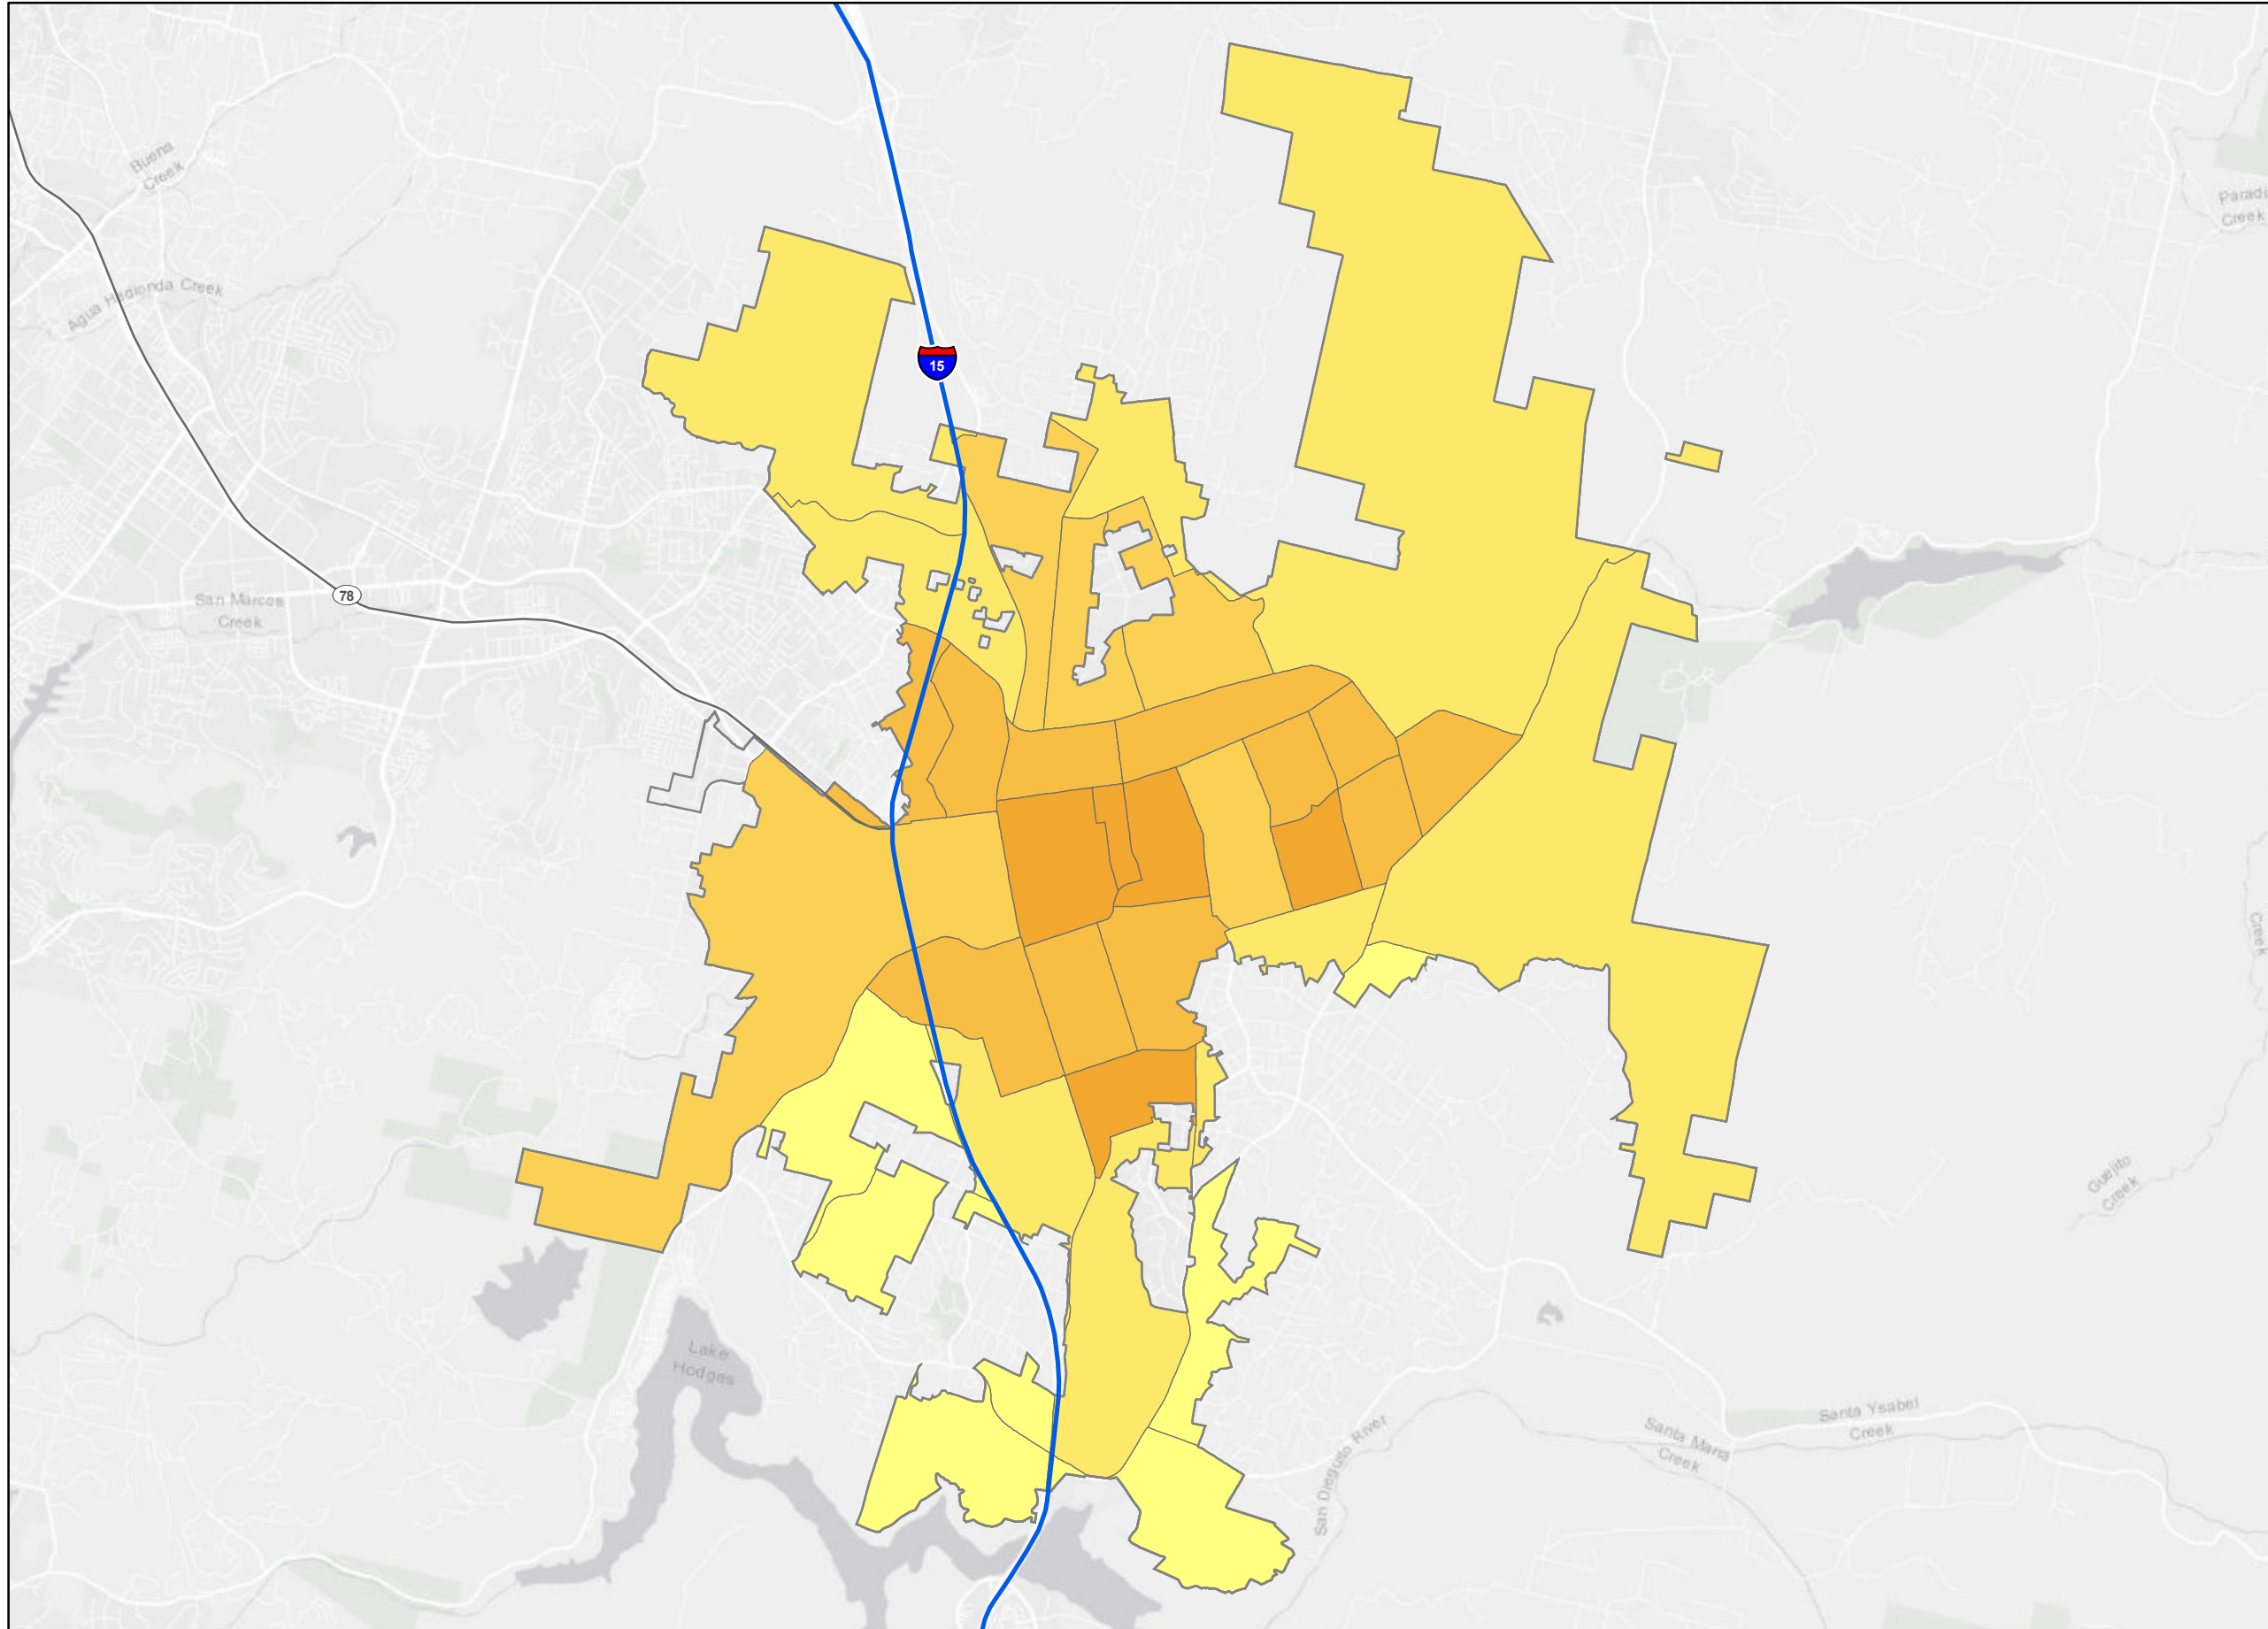 Buena
Creek
Paradi
Creek
Agua Hedionda Creek
15
San Marcos
Creek
78
Creek
Guejito
Creek
Lake
Hodges
San Dieguito River
Santa Maria
Creek
Santa Ysabel
Creek